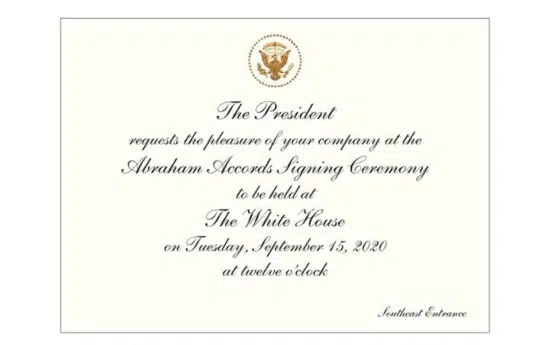 The President
requests the pleasure of your company at the
Abraham Accords Signing Ceremony
to be held at
The White House
on Tuesday, September 15, 2020
at twelve o'clock
Southeast Entrance